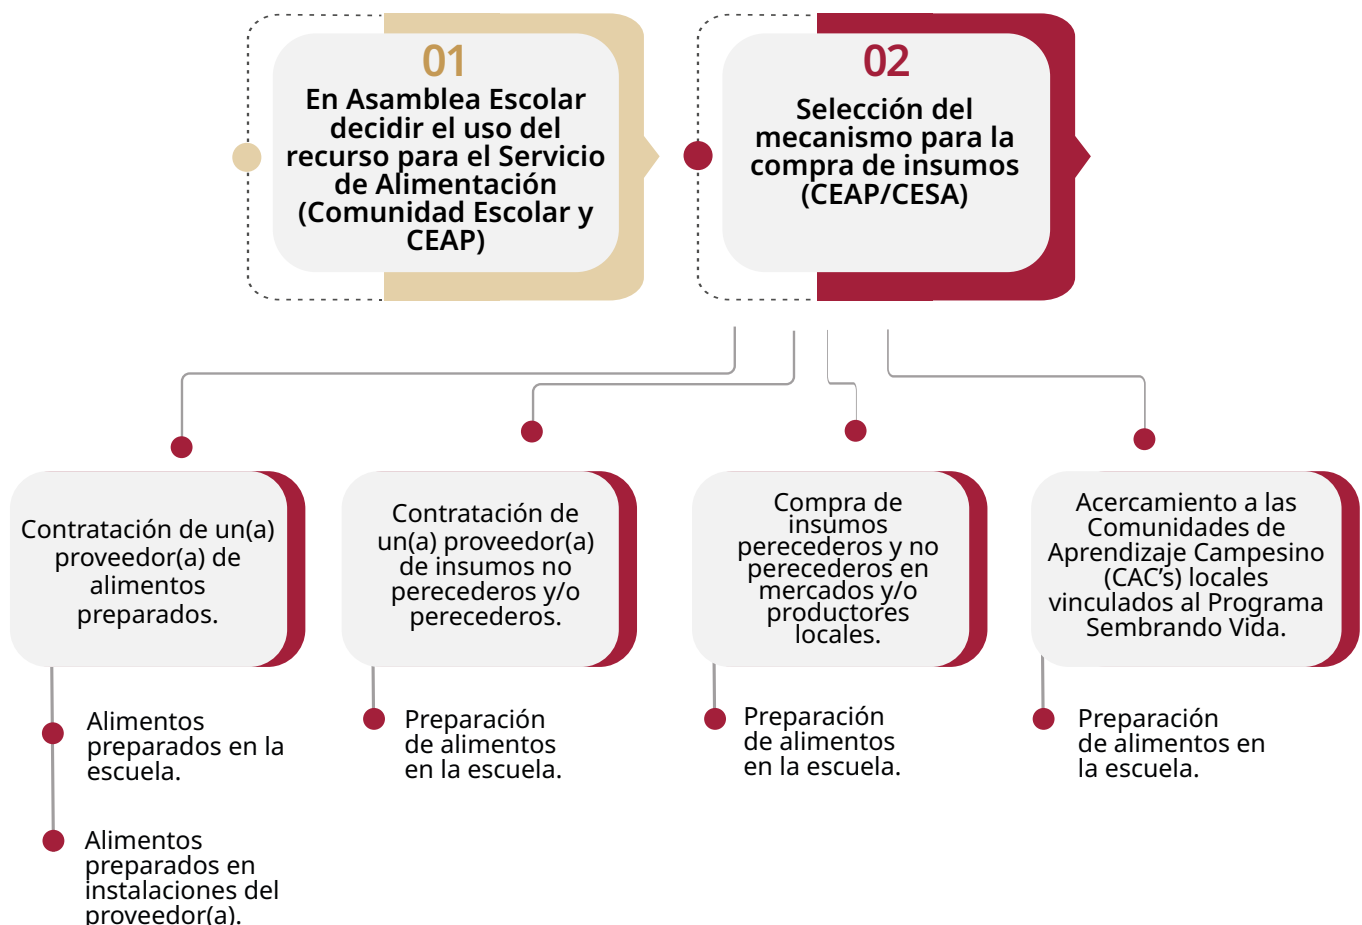 01
En Asamblea Escolar
decidir el uso del
recurso para el Servicio
de Alimentación
(Comunidad Escolar y
CEAP)
02
Selección del
mecanismo para la
compra de insumos
(CEAP/CESA)
Contratación de un(a)
proveedor(a) de
alimentos
preparados.
Contratación de
un(a) proveedor(a)
de insumos no
perecederos y/o
perecederos.
Compra de
insumos
perecederos y no
perecederos en
mercados y/o
productores
locales.
Acercamiento a las
Comunidades de
Aprendizaje Campesino
(CAC’s) locales
vinculados al Programa
Sembrando Vida.
Alimentos
preparados en la
escuela.
Alimentos
preparados en
instalaciones del
proveedor(a).
Preparación
de alimentos
en la escuela.
Preparación
de alimentos
en la escuela.
Preparación
de alimentos en
la escuela.